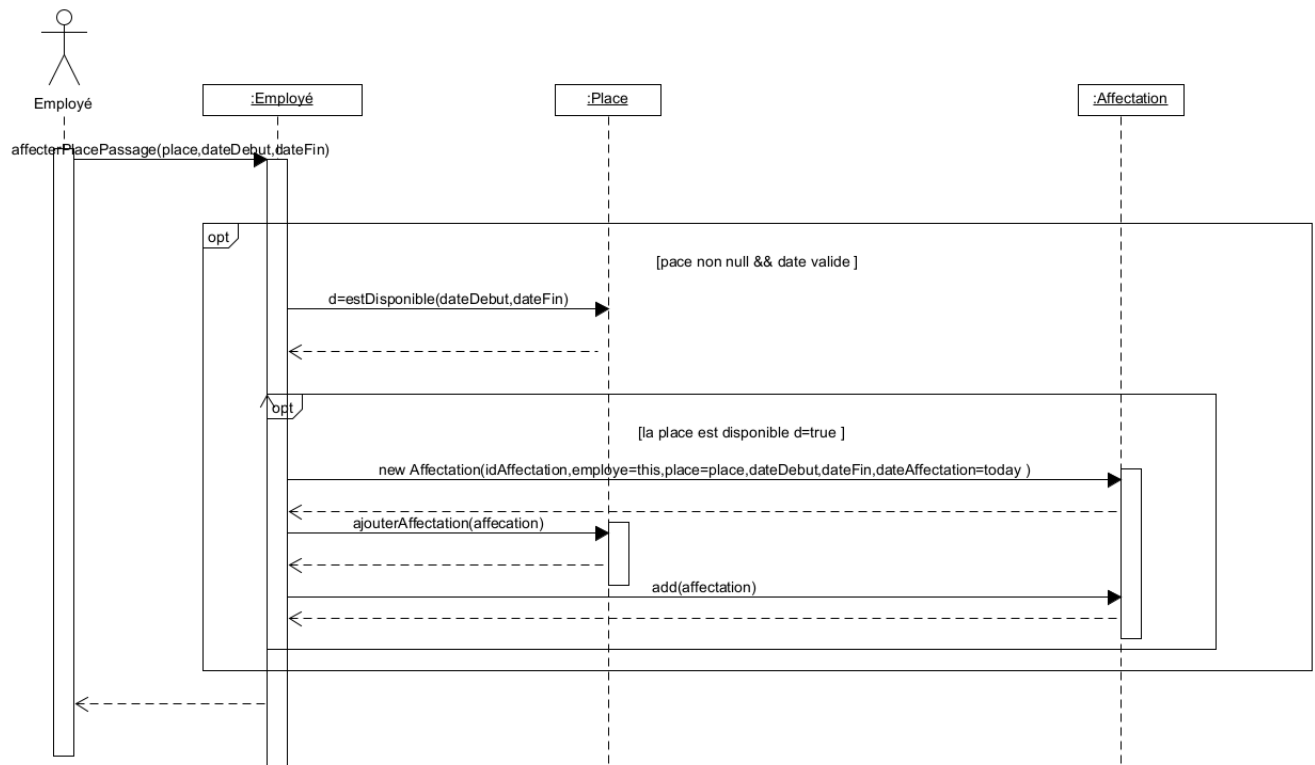 Employé
:Employé
:Place
:Affectation
affecterPlacePassage(place,dateDebut,dateFin)
opt
[pace non null && date valide ]
d=estDisponible(dateDebut,dateFin)
opt
[la place est disponible d=true ]
new Affectation(idAffectation,employe=this,place=place,dateDebut,dateFin,dateAffectation=today )
ajouterAffectation(affecation)
add(affectation)